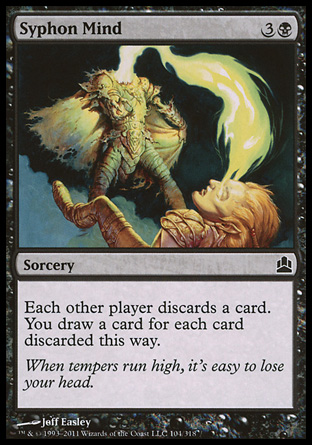 Syphon Mind 3
Sorcery
Each other player discards a card.
You draw a card for each card
discarded this way.
When tempers run high, it's easy to lose
your head.
Jeff Easley
™ & © 1993–2011 Wizards of the Coast LLC 104/318